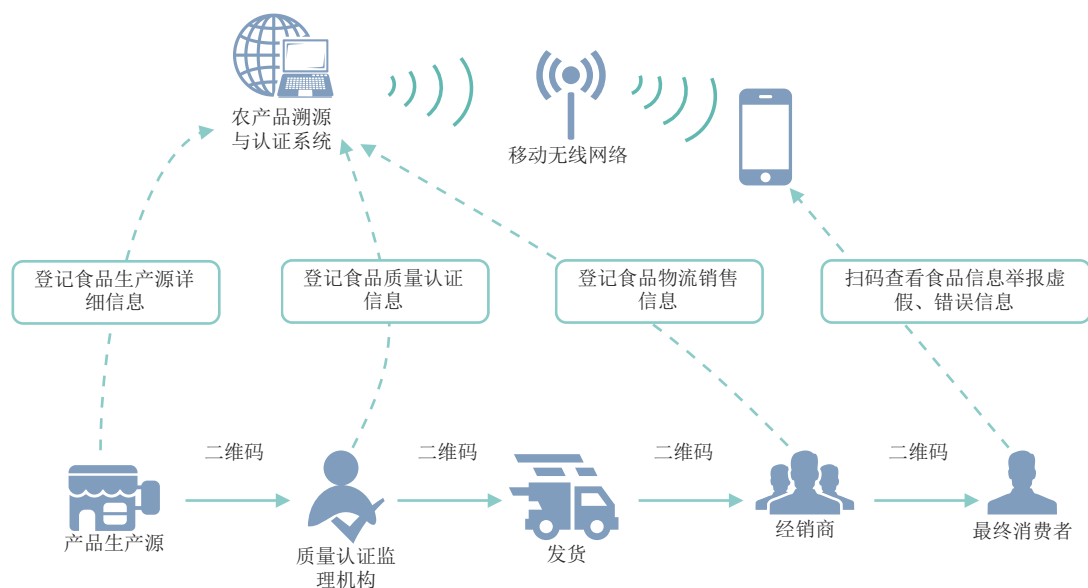 农产品溯源
与认证系统
移动无线网络
登记食品生产源详
细信息
登记食品质量认证
信息
登记食品物流销售
信息
扫码查看食品信息举报虚
假、错误信息
二维码
二维码
二维码
二维码
产品生产源
质量认证监
理机构
发货
经销商
最终消费者